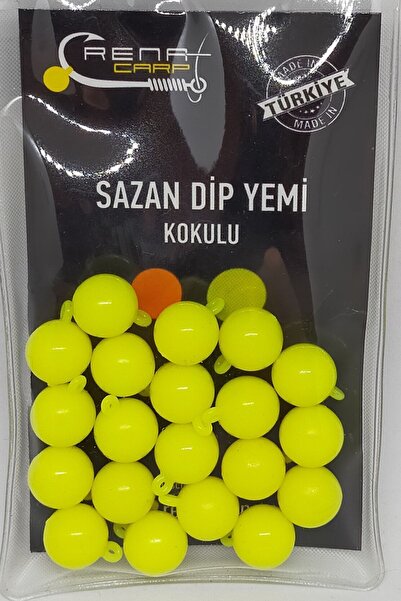 RENA
CARP
MADE IN
TÜRKİYE
MADE IN
SAZAN DİP YEMİ
KOKULU